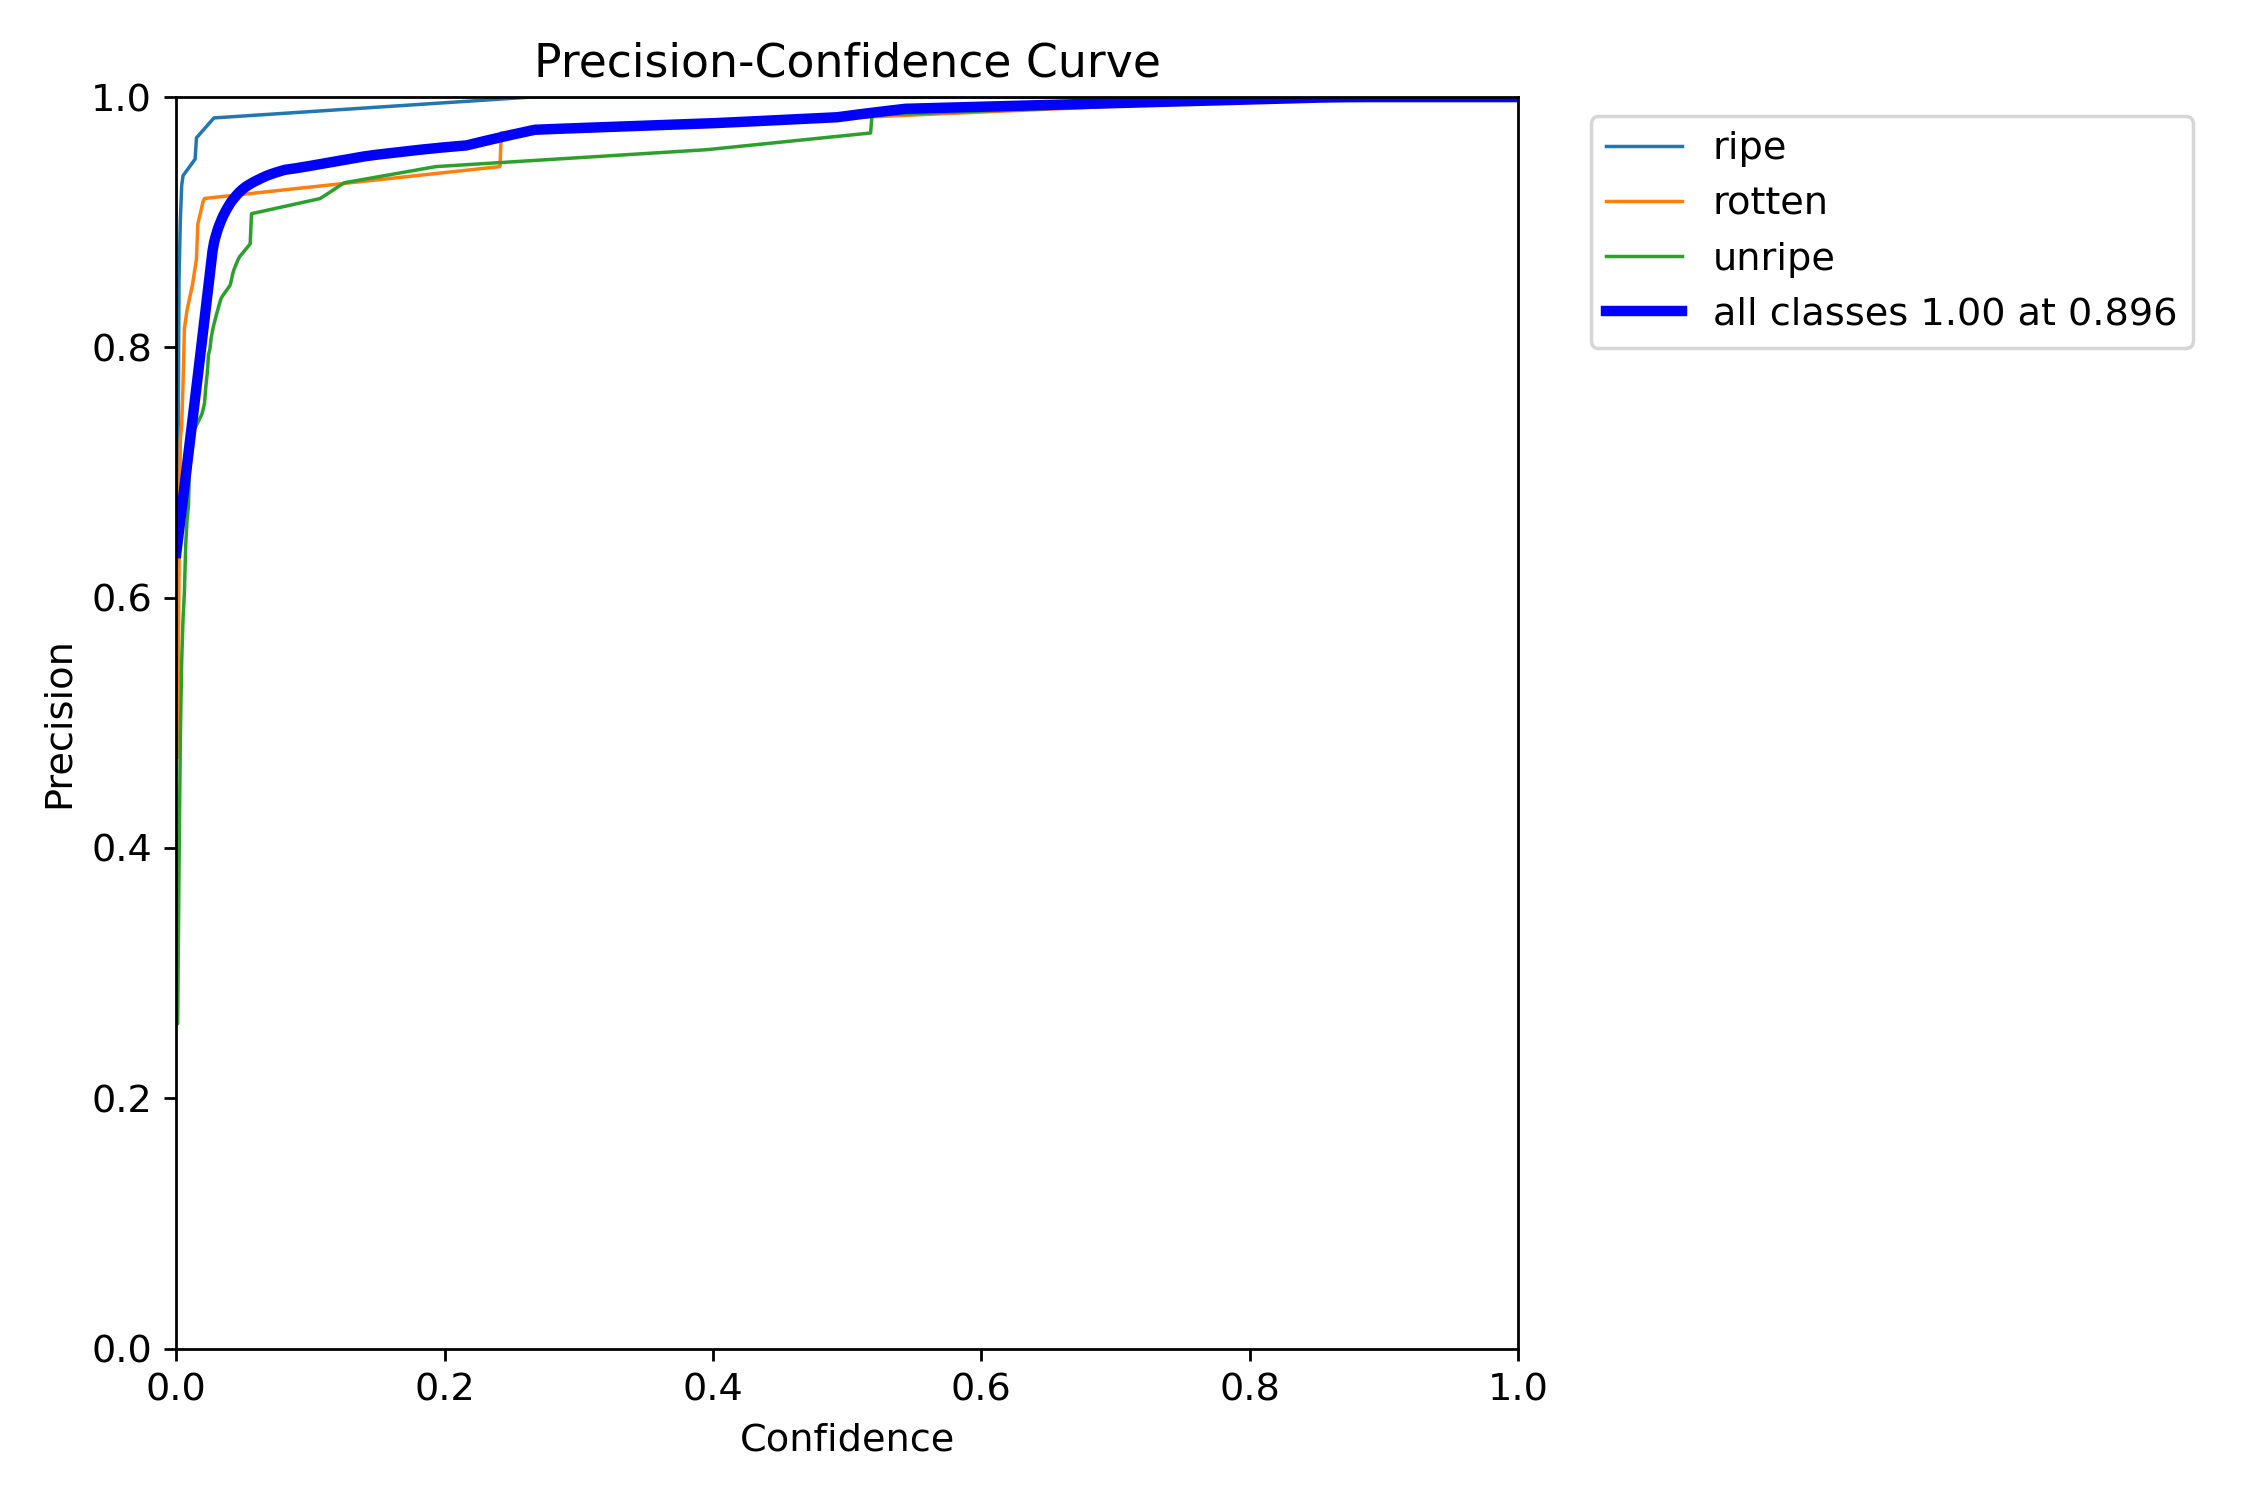 Precision-Confidence Curve
1.0
0.8
0.6
0.4
0.2
0.0
Precision
0.0 0.2 0.4 0.6 0.8 1.0
Confidence
ripe
rotten
unripe
all classes 1.00 at 0.896